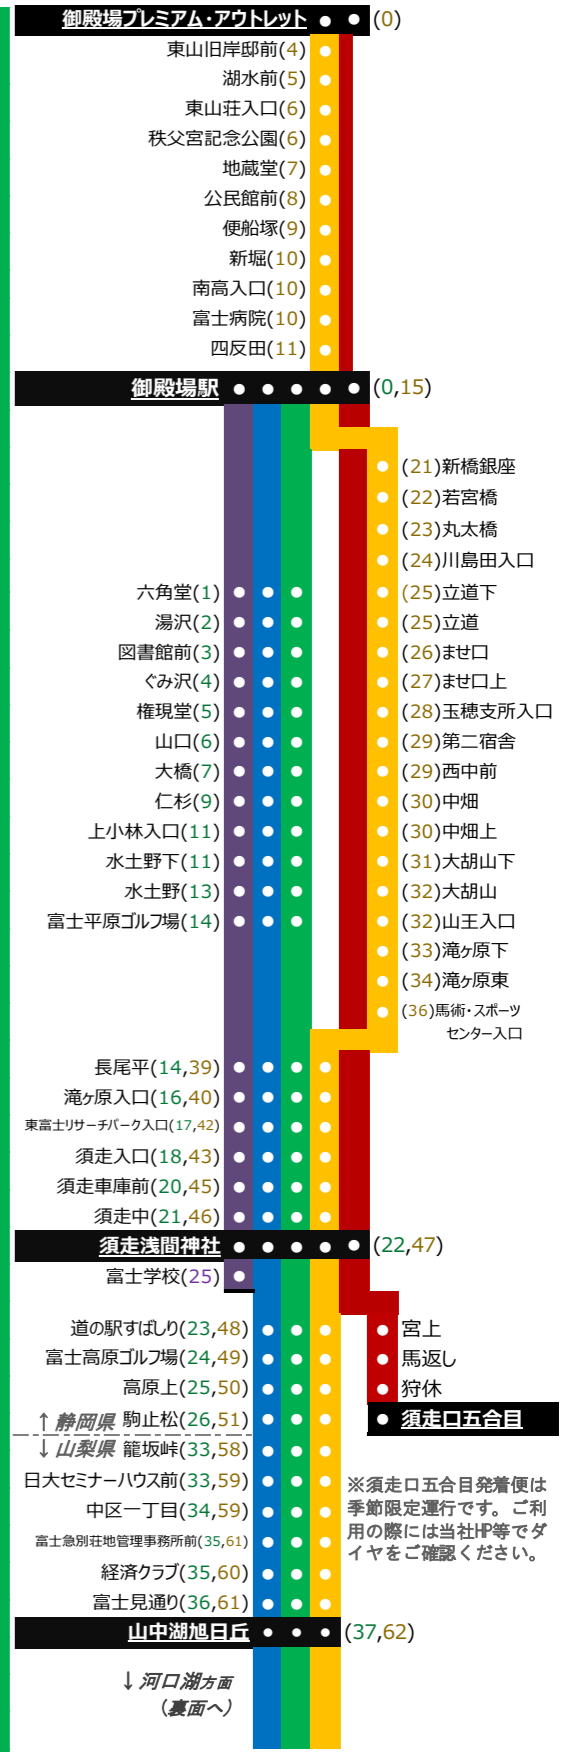 御殿場プレミアム・アウトレット (0)
東山旧岸邸前(4)
湖水前(5)
東山荘入口(6)
秩父宮記念公園(6)
地蔵堂(7)
公民館前(8)
便船塚(9)
新堀(10)
南高入口(10)
富士病院(10)
四反田(11)
御殿場駅 (0,15)
(21)新橋銀座
(22)若宮橋
(23)丸太橋
(24)川島田入口
六角堂(1) (25)立道下
湯沢(2) (25)立道
図書館前(3) (26)ませ口
ぐみ沢(4) (27)ませ口上
権現堂(5) (28)玉穂支所入口
山口(6) (29)第二宿舎
大橋(7) (29)西中前
仁杉(9) (30)中畑
上小林入口(11) (30)中畑上
水土野下(11) (31)大胡山下
水土野(13) (32)大胡山
富士平原ゴルフ場(14) (32)山王入口
(33)滝ヶ原下
(34)滝ヶ原東
(36)馬術・スポーツ
センター入口
長尾平(14,39)
滝ヶ原入口(16,40)
東富士リサーチパーク入口(17,42)
須走入口(18,43)
須走車庫前(20,45)
須走中(21,46)
須走浅間神社 (22,47)
富士学校(25)
道の駅すばしり(23,48) 宮上
富士高原ゴルフ場(24,49) 馬返し
高原上(25,50) 狩休
↑静岡県 駒止松(26,51) 須走口五合目
↓山梨県 籠坂峠(33,58)
日大セミナーハウス前(33,59)
中区一丁目(34,59)
富士急別荘地管理事務所前(35,61)
経済クラブ(35,60)
富士見通り(36,61)
※須走口五合目発着便は
季節限定運行です。ご利
用の際には当社HP等でダ
イヤをご確認ください。
山中湖旭日丘 (37,62)
↓河口湖方面
(裏面へ)